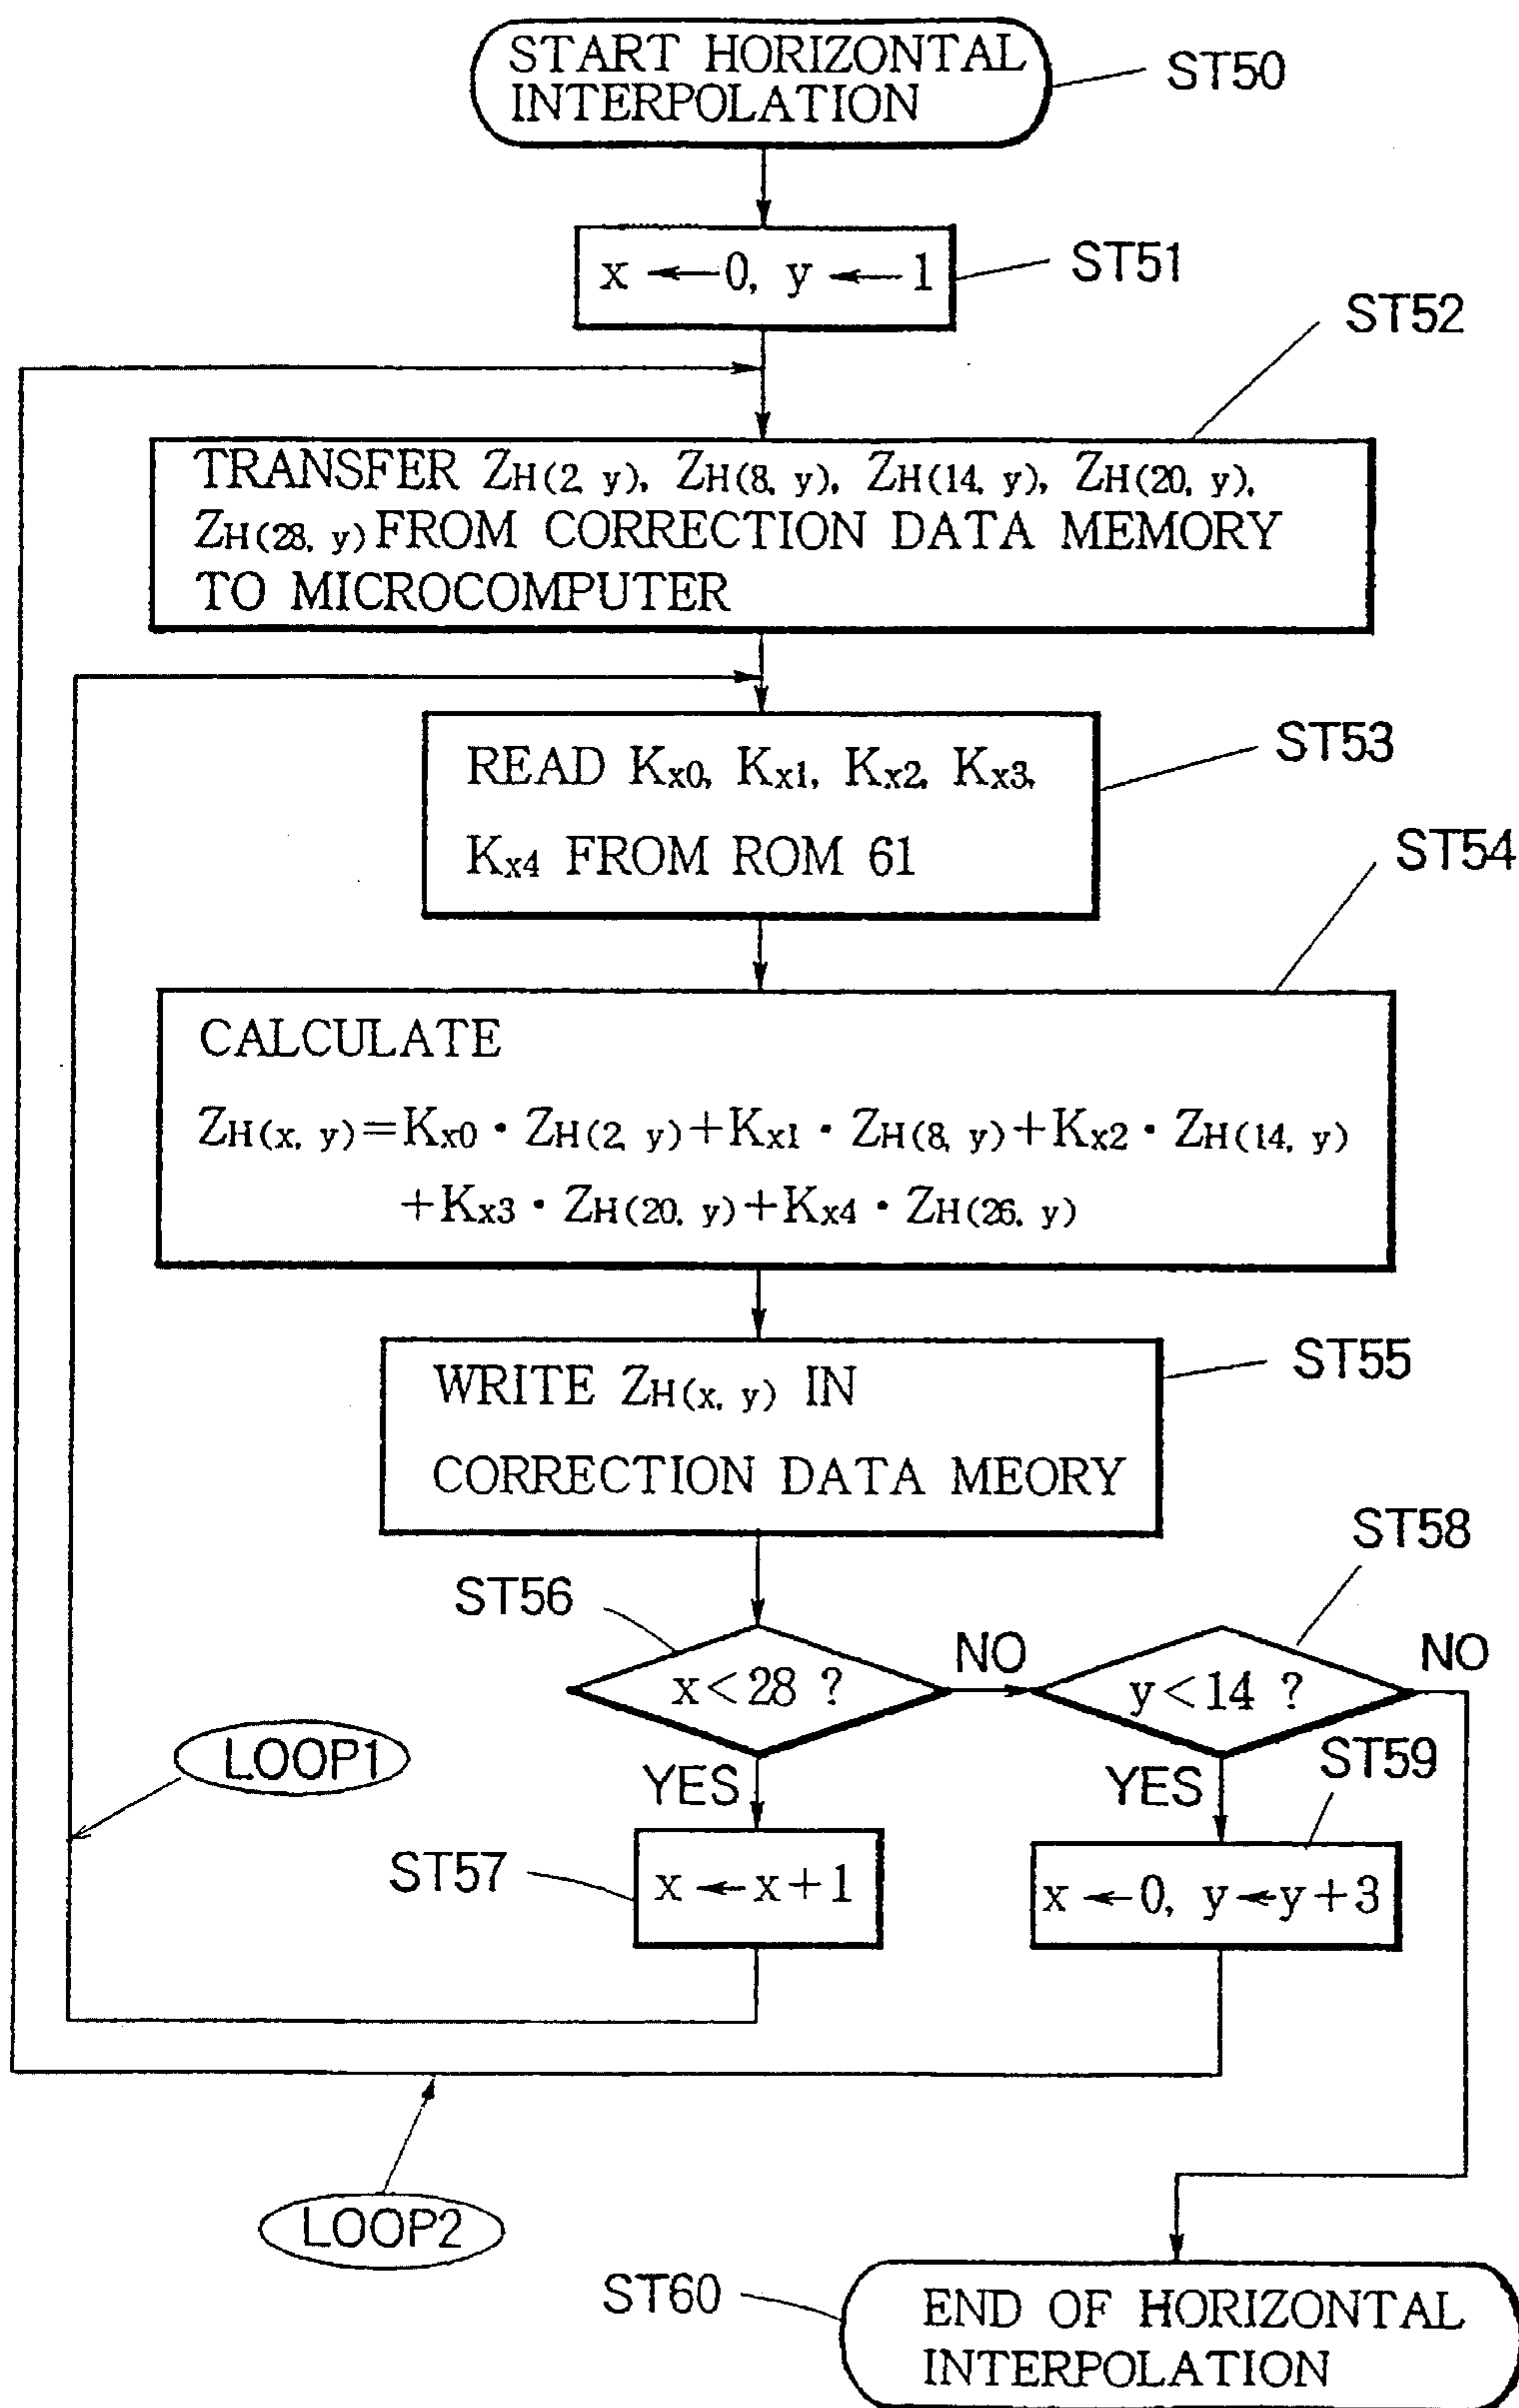 START HORIZONTAL
INTERPOLATION
ST50
x ← 0, y ← 1
ST51
ST52
TRANSFER ZH(2, y), ZH(8, y), ZH(14, y), ZH(20, y),
ZH(28, y) FROM CORRECTION DATA MEMORY
TO MICROCOMPUTER
READ Kx0, Kx1, Kx2, Kx3,
Kx4 FROM ROM 61
ST53
ST54
CALCULATE
ZH(x, y)=Kx0 · ZH(2, y)+Kx1 · ZH(8, y)+Kx2 · ZH(14, y)
+Kx3 · ZH(20, y)+Kx4 · ZH(26, y)
WRITE ZH(x, y) IN
CORRECTION DATA MEORY
ST55
ST56
x<28 ?
NO
ST58
y<14 ?
NO
LOOP1
YES
YES
ST59
ST57
x ← x+1
x ← 0, y ← y+3
LOOP2
ST60
END OF HORIZONTAL
INTERPOLATION